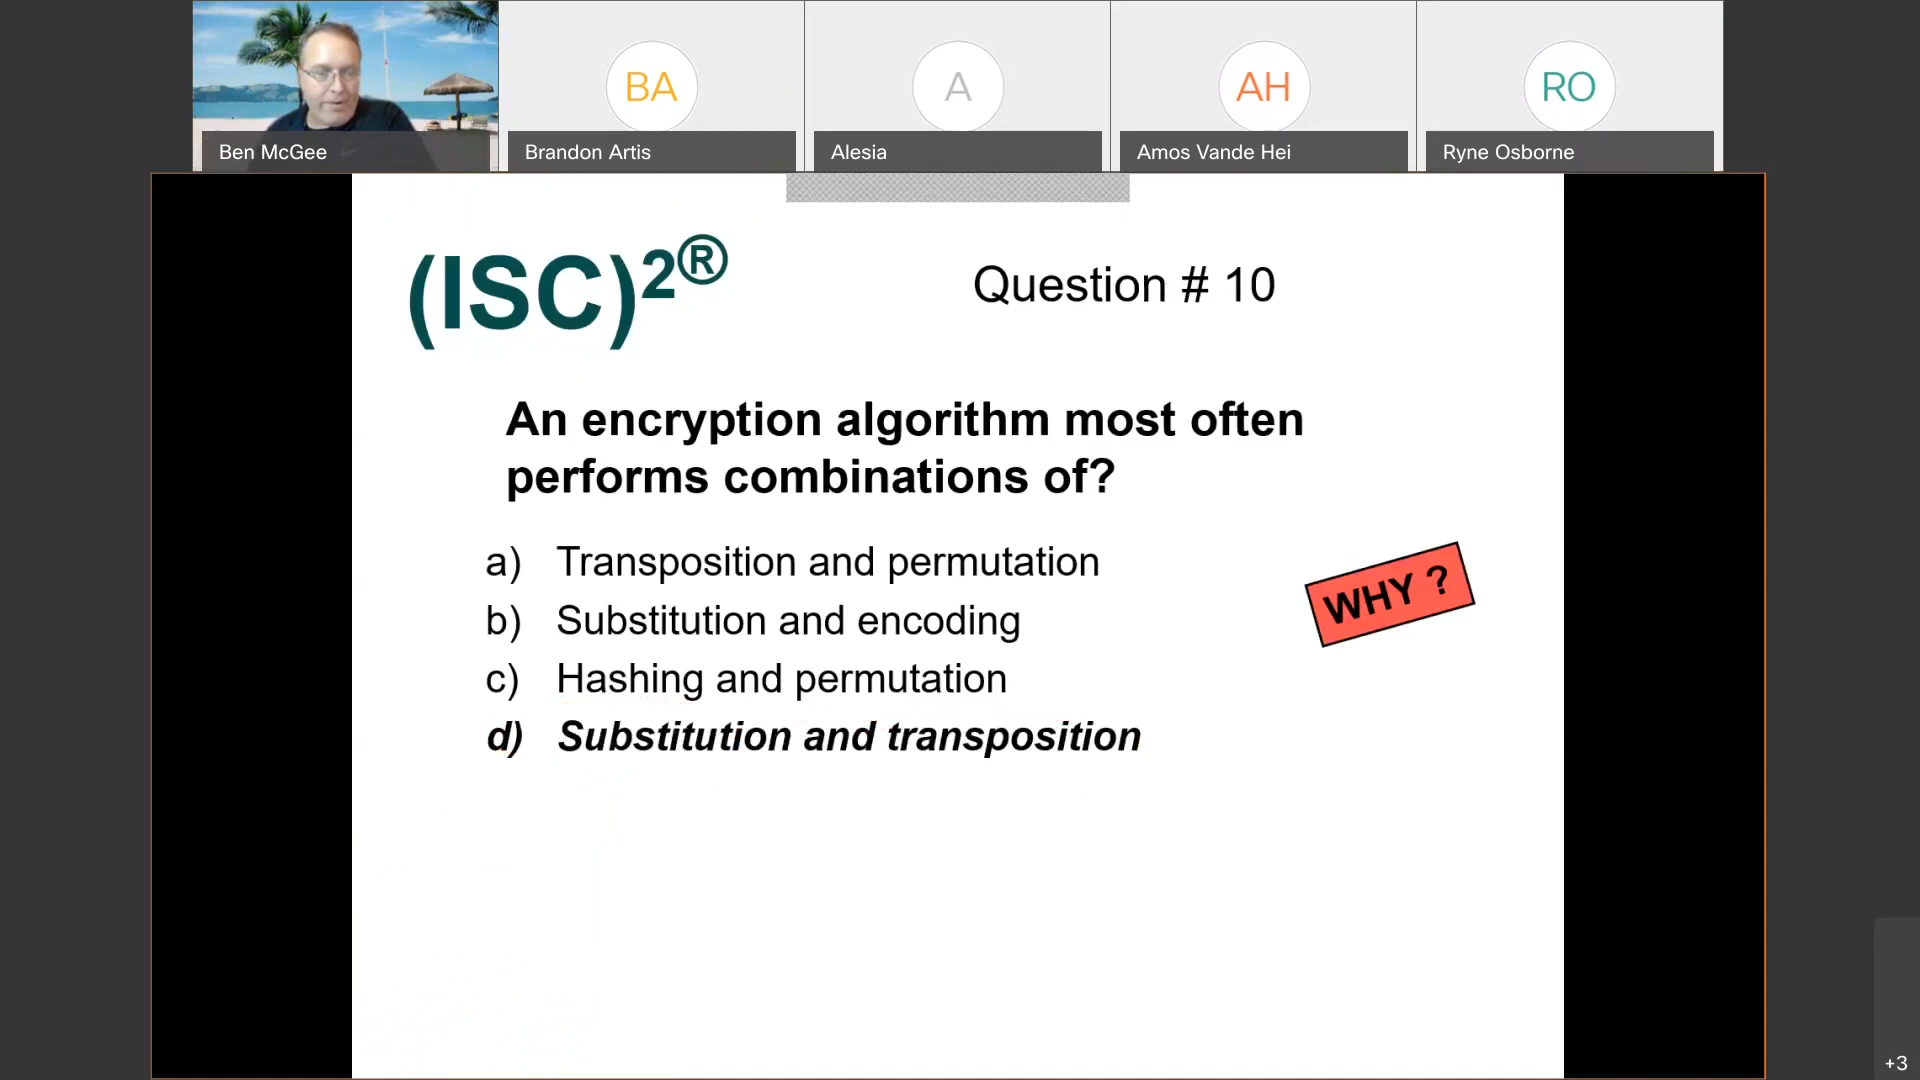 BA
A
AH
RO
Ben McGee
Brandon Artis
Alesia
Amos Vande Hei
Ryne Osborne
(ISC)2®
Question # 10
An encryption algorithm most often
performs combinations of?
a) Transposition and permutation
b) Substitution and encoding
c) Hashing and permutation
d) Substitution and transposition
WHY ?
+3